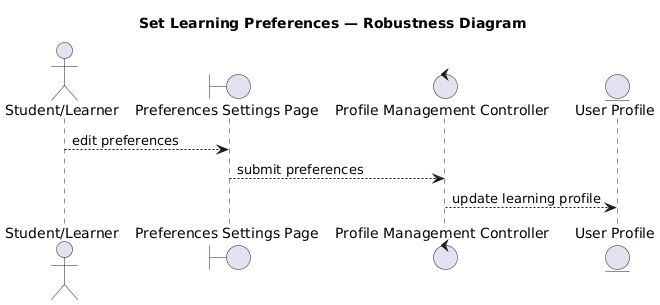 Set Learning Preferences — Robustness Diagram
Student/Learner Preferences Settings Page Profile Management Controller User Profile
edit preferences
submit preferences
update learning profile
Student/Learner Preferences Settings Page Profile Management Controller User Profile